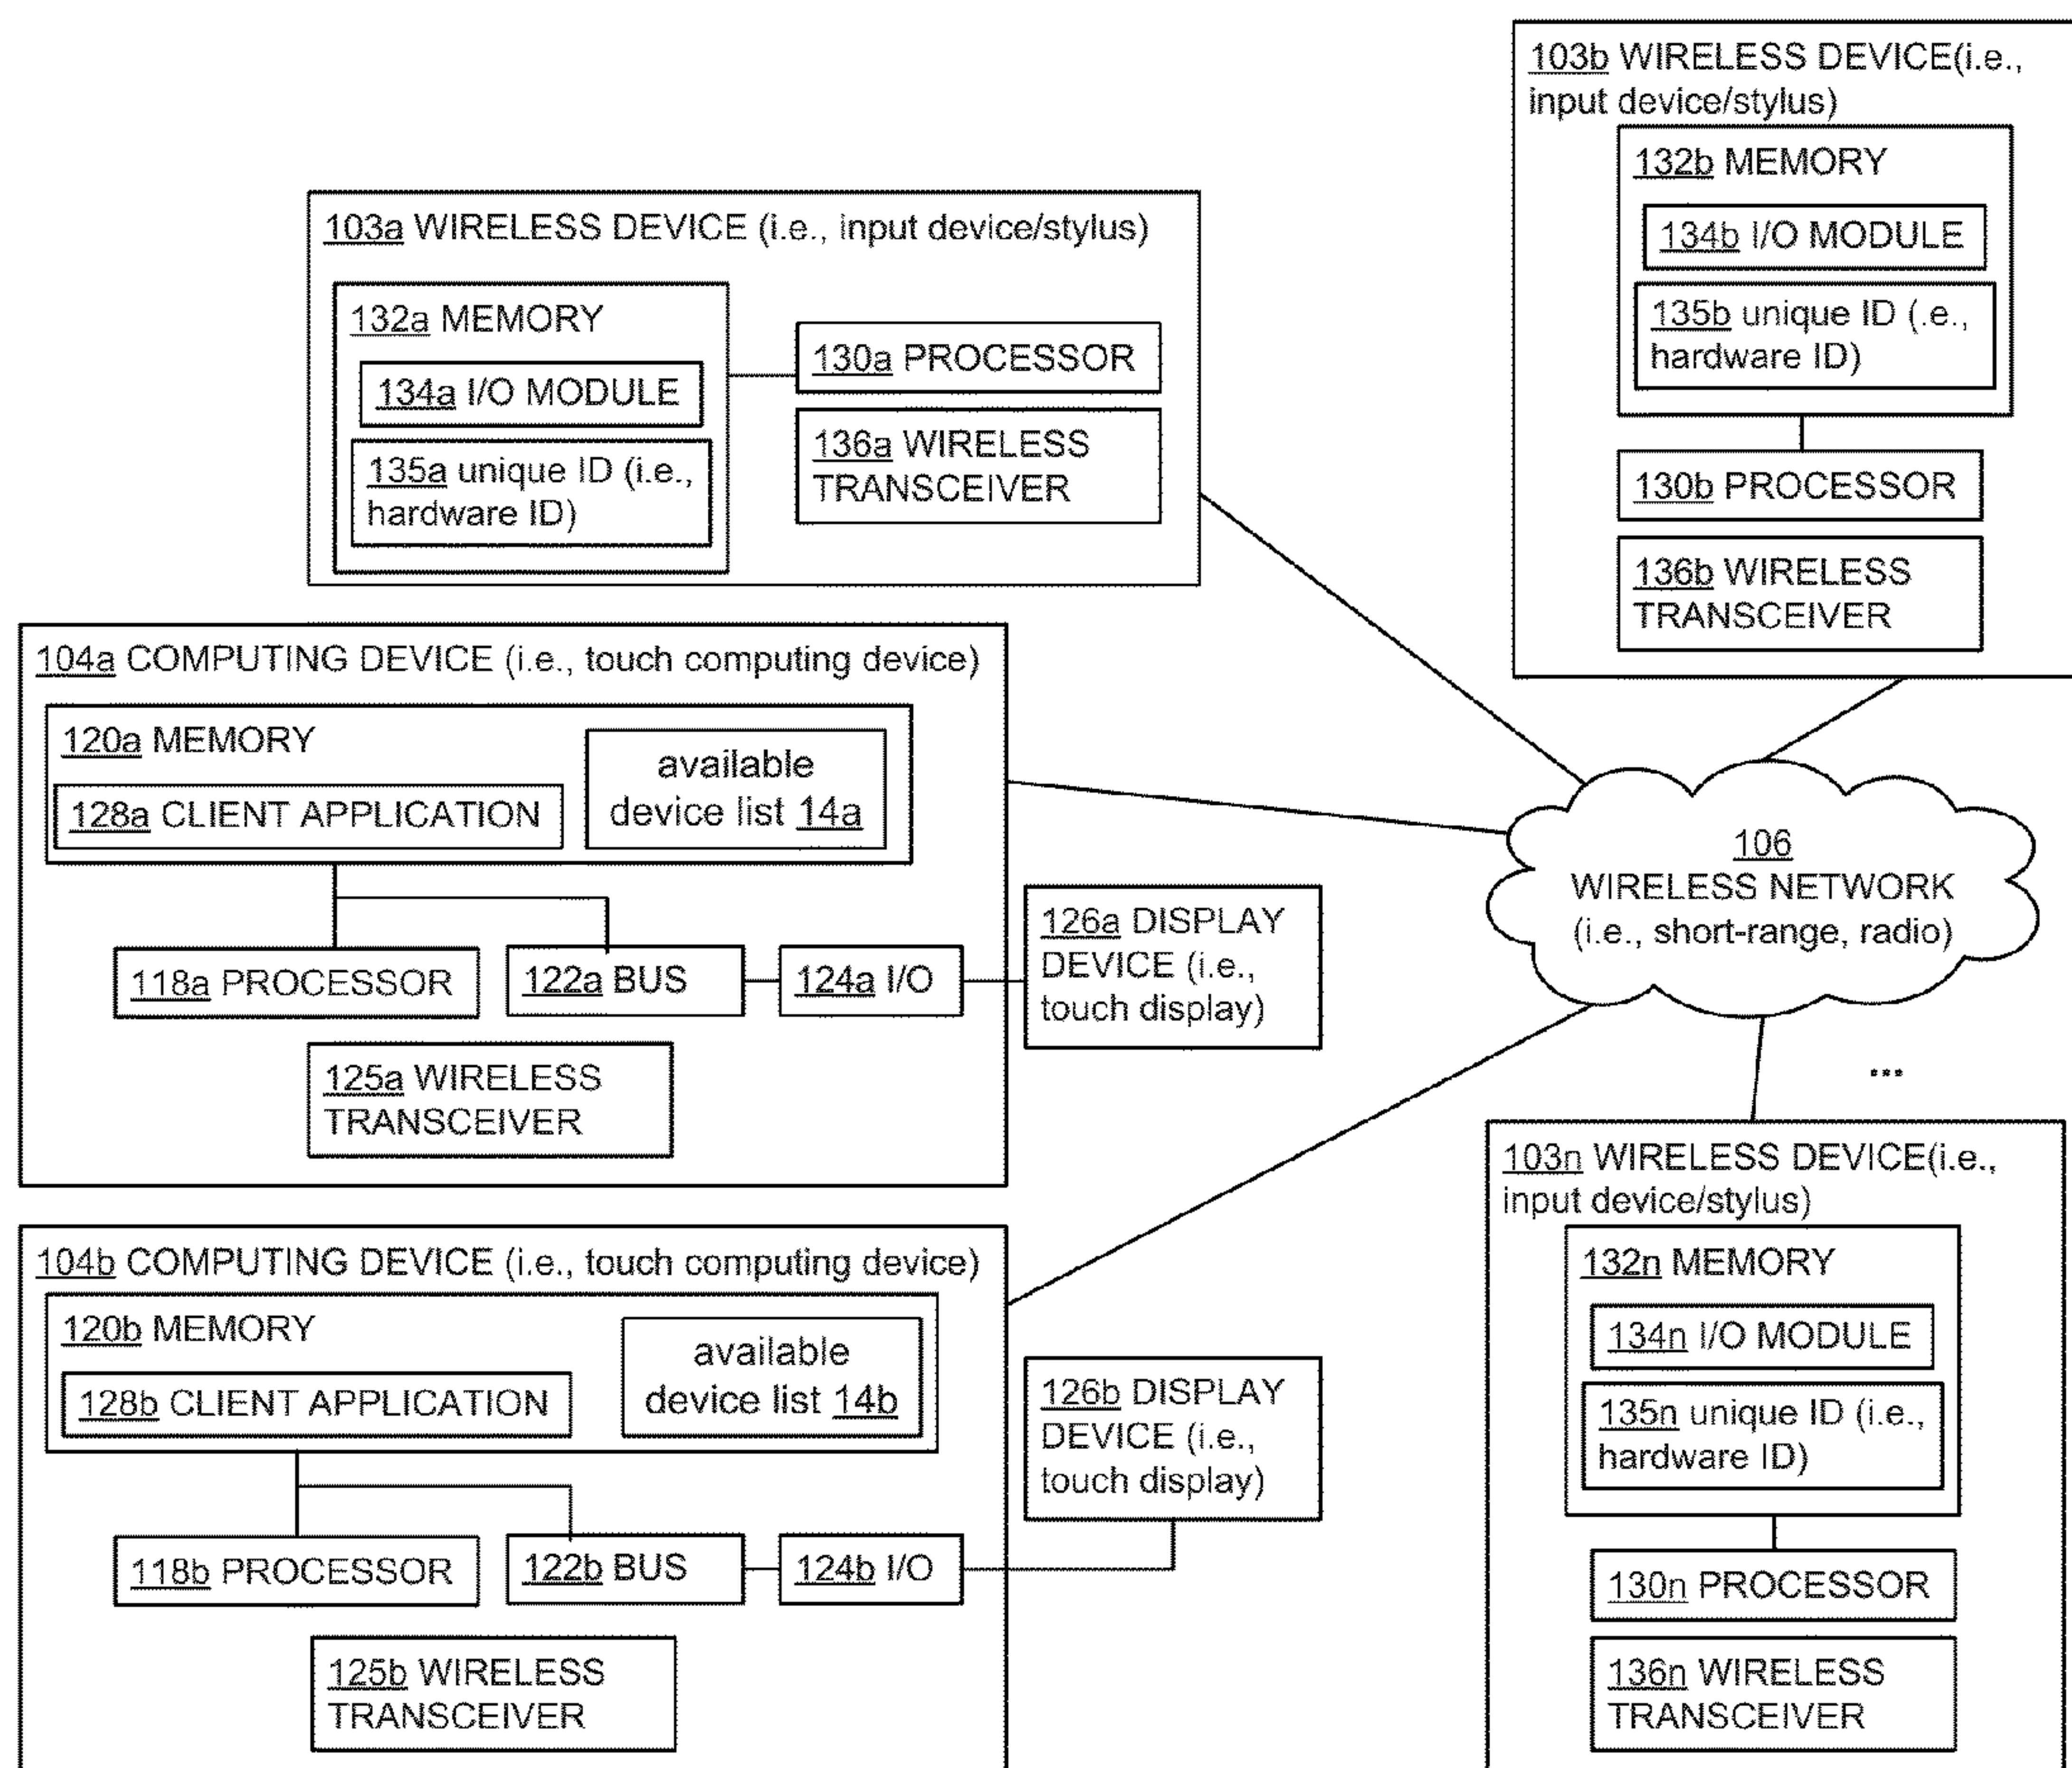 103b WIRELESS DEVICE(i.e.,
input device/stylus)
132b MEMORY
134b I/O MODULE
135b unique ID (.e.,
hardware ID)
130b PROCESSOR
136b WIRELESS
TRANSCEIVER
103a WIRELESS DEVICE (i.e., input device/stylus)
132a MEMORY
134a I/O MODULE
135a unique ID (i.e.,
hardware ID)
130a PROCESSOR
136a WIRELESS
TRANSCEIVER
104a COMPUTING DEVICE (i.e., touch computing device)
120a MEMORY
128a CLIENT APPLICATION
available
device list 14a
118a PROCESSOR
122a BUS
124a I/O
125a WIRELESS
TRANSCEIVER
126a DISPLAY
DEVICE (i.e.,
touch display)
106
WIRELESS NETWORK
(i.e., short-range, radio)
...
104b COMPUTING DEVICE (i.e., touch computing device)
120b MEMORY
128b CLIENT APPLICATION
available
device list 14b
118b PROCESSOR
122b BUS
124b I/O
125b WIRELESS
TRANSCEIVER
126b DISPLAY
DEVICE (i.e.,
touch display)
103n WIRELESS DEVICE(i.e.,
input device/stylus)
132n MEMORY
134n I/O MODULE
135n unique ID (i.e.,
hardware ID)
130n PROCESSOR
136n WIRELESS
TRANSCEIVER